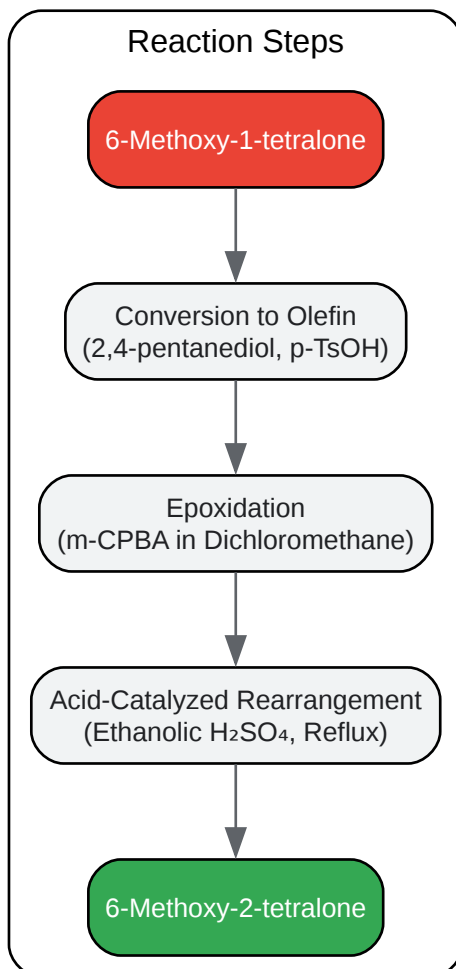 Reaction Steps
6-Methoxy-1-tetralone
Conversion to Olefin
(2,4-pentanediol, p-TsOH)
Epoxidation
(m-CPBA in Dichloromethane)
Acid-Catalyzed Rearrangement
(Ethanolic H₂SO₄, Reflux)
6-Methoxy-2-tetralone